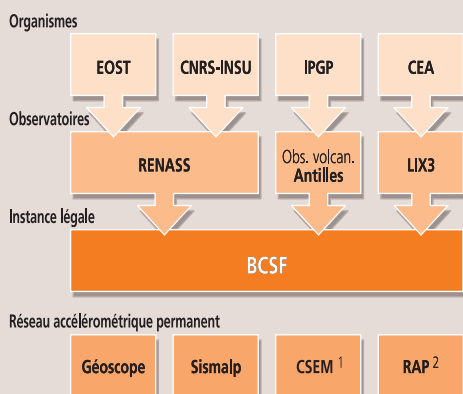 Organismes
EOST
CNRS-INSU
IPGP
CEA
Observatoires
RENASS
Obs. volcan.
Antilles
LIX3
Instance légale
BCSF
Réseau accélérométrique permanent
Géoscope
Sismalp
CSEM 1
RAP 2